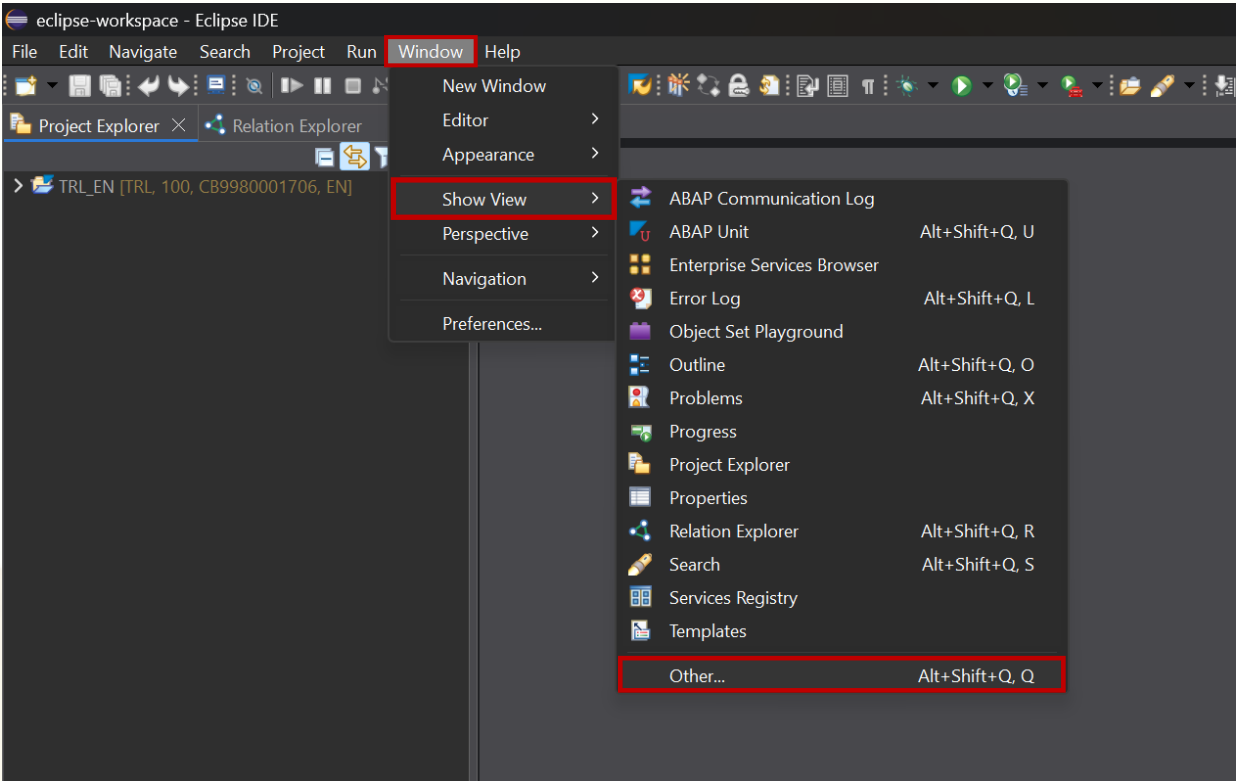 eclipse-workspace - Eclipse IDE
File Edit Navigate Search Project Run Window Help
Project Explorer Relation Explorer
TRL_EN [TRL, 100, CB9980001706, EN]
New Window
Editor
Appearance
Show View
Perspective
Navigation
Preferences...
ABAP Communication Log
ABAP Unit Alt+Shift+Q, U
Enterprise Services Browser
Error Log Alt+Shift+Q, L
Object Set Playground
Outline Alt+Shift+Q, O
Problems Alt+Shift+Q, X
Progress
Project Explorer
Properties
Relation Explorer Alt+Shift+Q, R
Search Alt+Shift+Q, S
Services Registry
Templates
Other... Alt+Shift+Q, Q